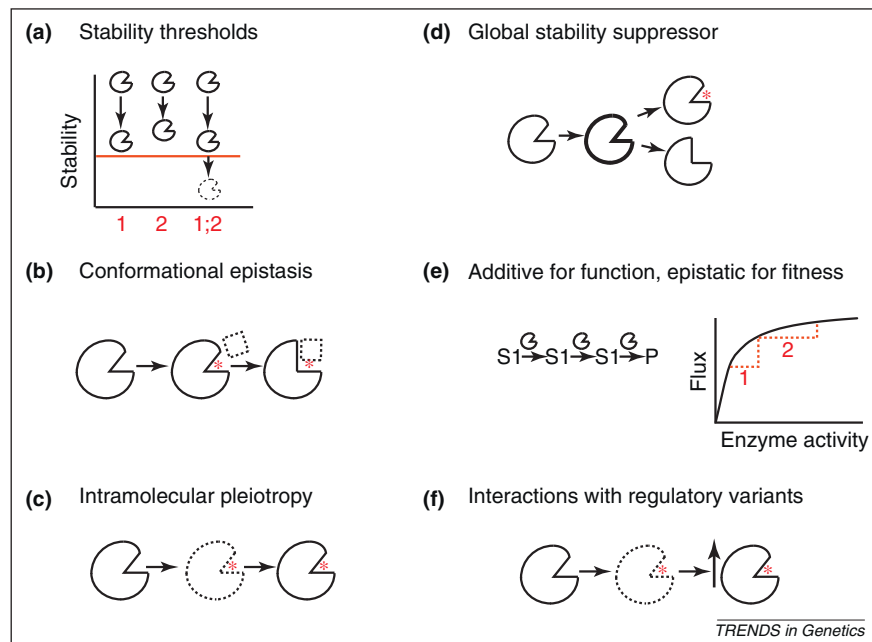 (a) Stability thresholds
Stability
1 2 1;2
(b) Conformational epistasis
*
*
(c) Intramolecular pleiotropy
*
*
(d) Global stability suppressor
*
(e) Additive for function, epistatic for fitness
S1 S1 S1 P
Flux
1
2
Enzyme activity
(f) Interactions with regulatory variants
*
*
TRENDS in Genetics